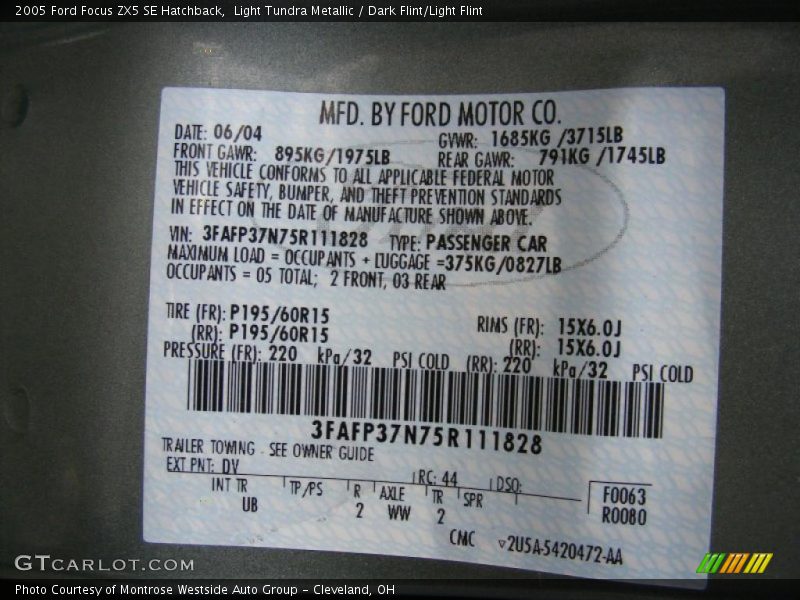 2005 Ford Focus ZX5 SE Hatchback,  Light Tundra Metallic / Dark Flint/Light Flint
MFD. BY FORD MOTOR CO.
DATE: 06/04 GVWR: 1685KG /3715LB
FRONT GAWR: 895KG/1975LB REAR GAWR: 791KG /1745LB
THIS VEHICLE CONFORMS TO ALL APPLICABLE FEDERAL MOTOR
VEHICLE SAFETY, BUMPER, AND THEFT PREVENTION STANDARDS
IN EFFECT ON THE DATE OF MANUFACTURE SHOWN ABOVE.
VIN: 3FAFP37N75R111828 TYPE: PASSENGER CAR
MAXIMUM LOAD = OCCUPANTS + LUGGAGE =375KG/0827LB
OCCUPANTS = 05 TOTAL; 2 FRONT, 03 REAR
TIRE (FR): P195/60R15 RIMS (FR): 15X6.0J
(RR): P195/60R15 (RR): 15X6.0J
PRESSURE (FR): 220 kPa/32 PSI COLD (RR): 220 kPa/32 PSI COLD
3FAFP37N75R111828
TRAILER TOWING - SEE OWNER GUIDE
EXT PNT: DV RC: 44 DSO:
INT TR TP/PS R AXLE TR SPR F0063
UB 2 WW 2 R0080
CMC ▽2U5A-5420472-AA
GTCARLOT.COM
Photo Courtesy of Montrose Westside Auto Group – Cleveland, OH